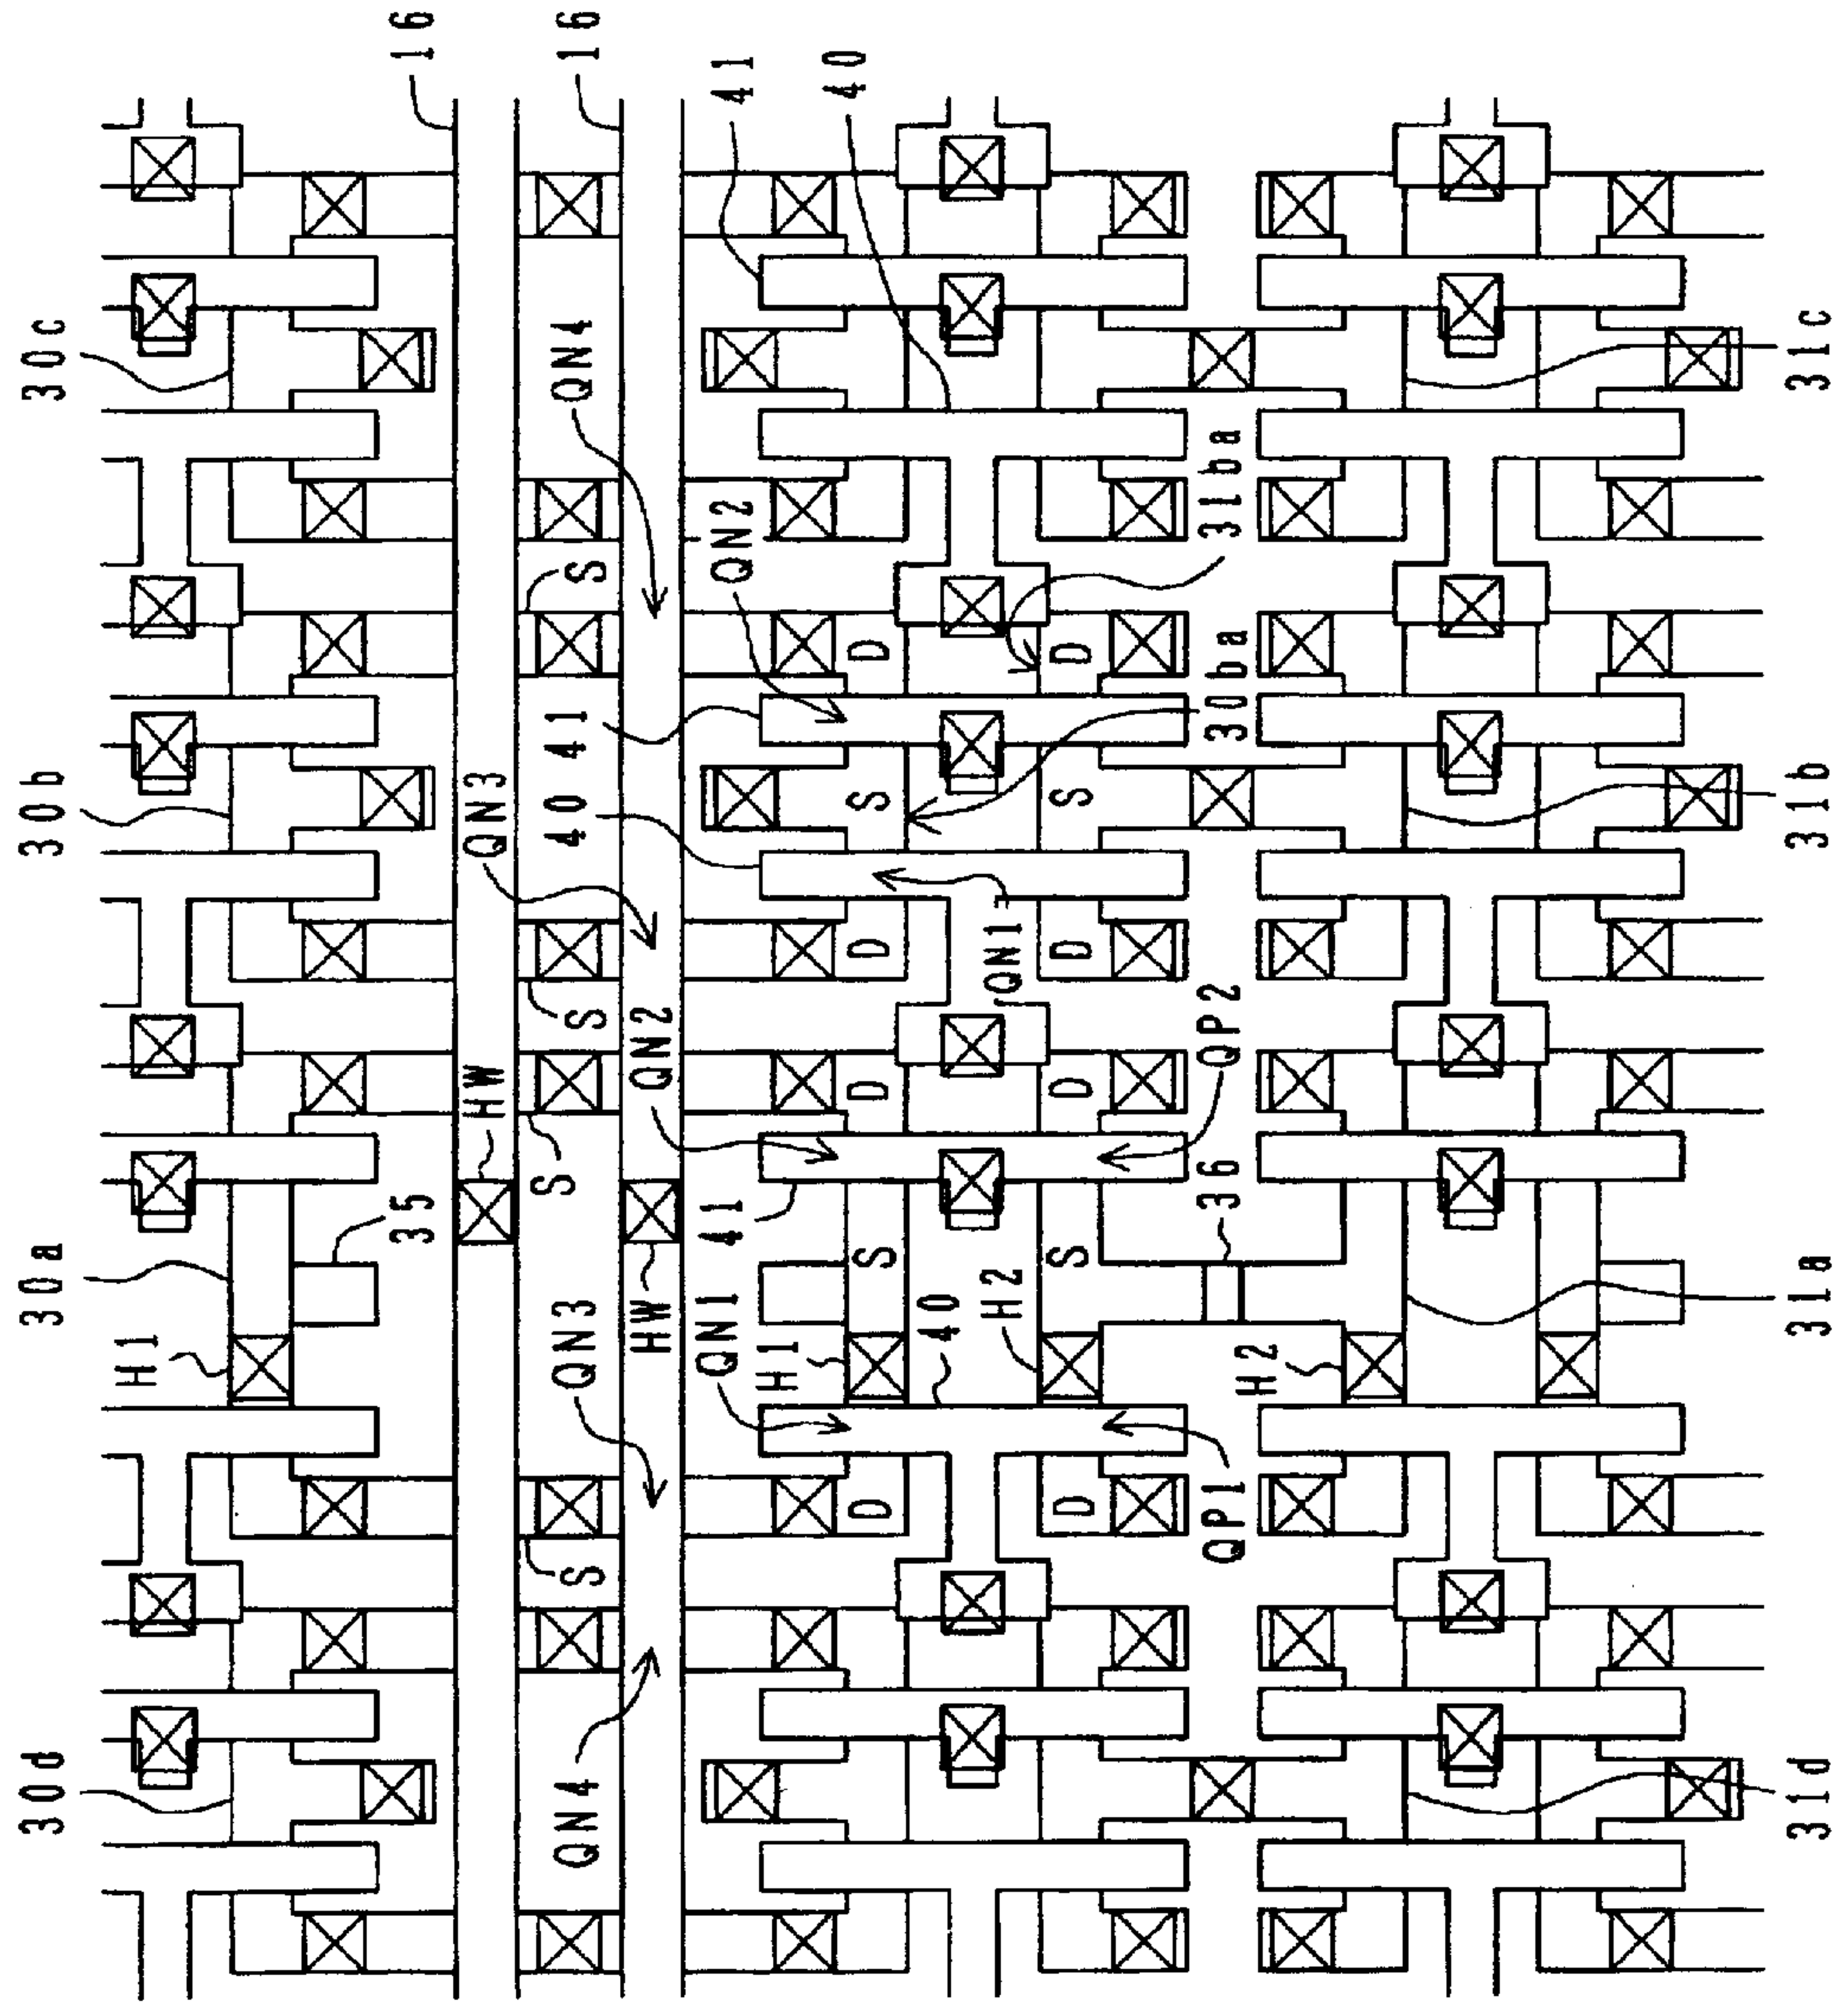 30d 30a 30b 30c
H1
35 16
HW QN3
QN4 S QN3 S S 40 41 S QN4 16
HW QN2
QN1 41 QN2 41
H1
D S D D S D 40
40
H2 QN1
D S D D S D
QP1 36 QP2 30ba 31ba
H2
31d 31a 31b 31c